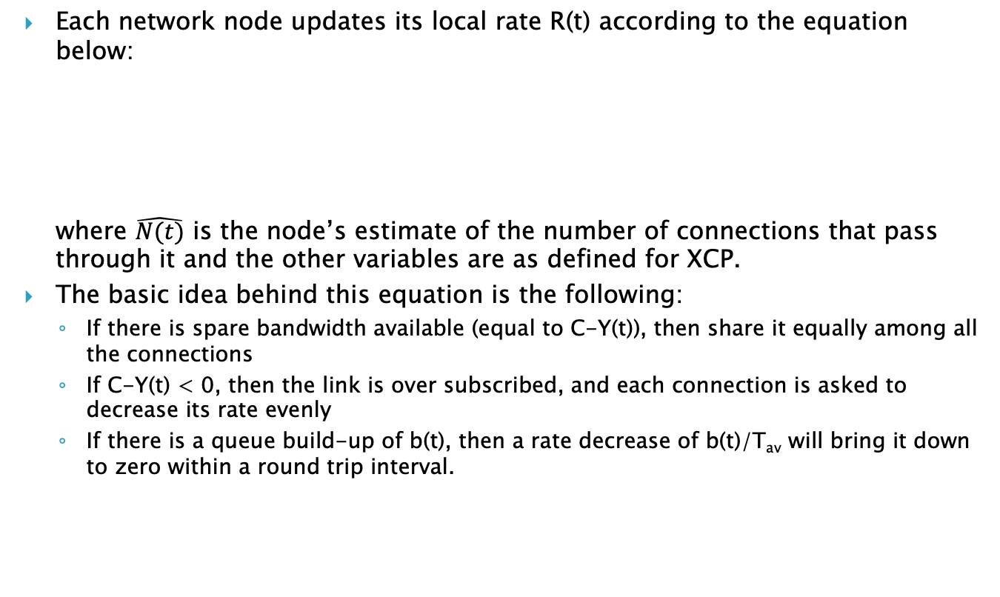 Each network node updates its local rate R(t) according to the equation
below:
where \widehat{N(t)} is the node’s estimate of the number of connections that pass
through it and the other variables are as defined for XCP.
The basic idea behind this equation is the following:
If there is spare bandwidth available (equal to C-Y(t)), then share it equally among all
the connections
If C-Y(t) < 0, then the link is over subscribed, and each connection is asked to
decrease its rate evenly
If there is a queue build-up of b(t), then a rate decrease of b(t)/T_av will bring it down
to zero within a round trip interval.